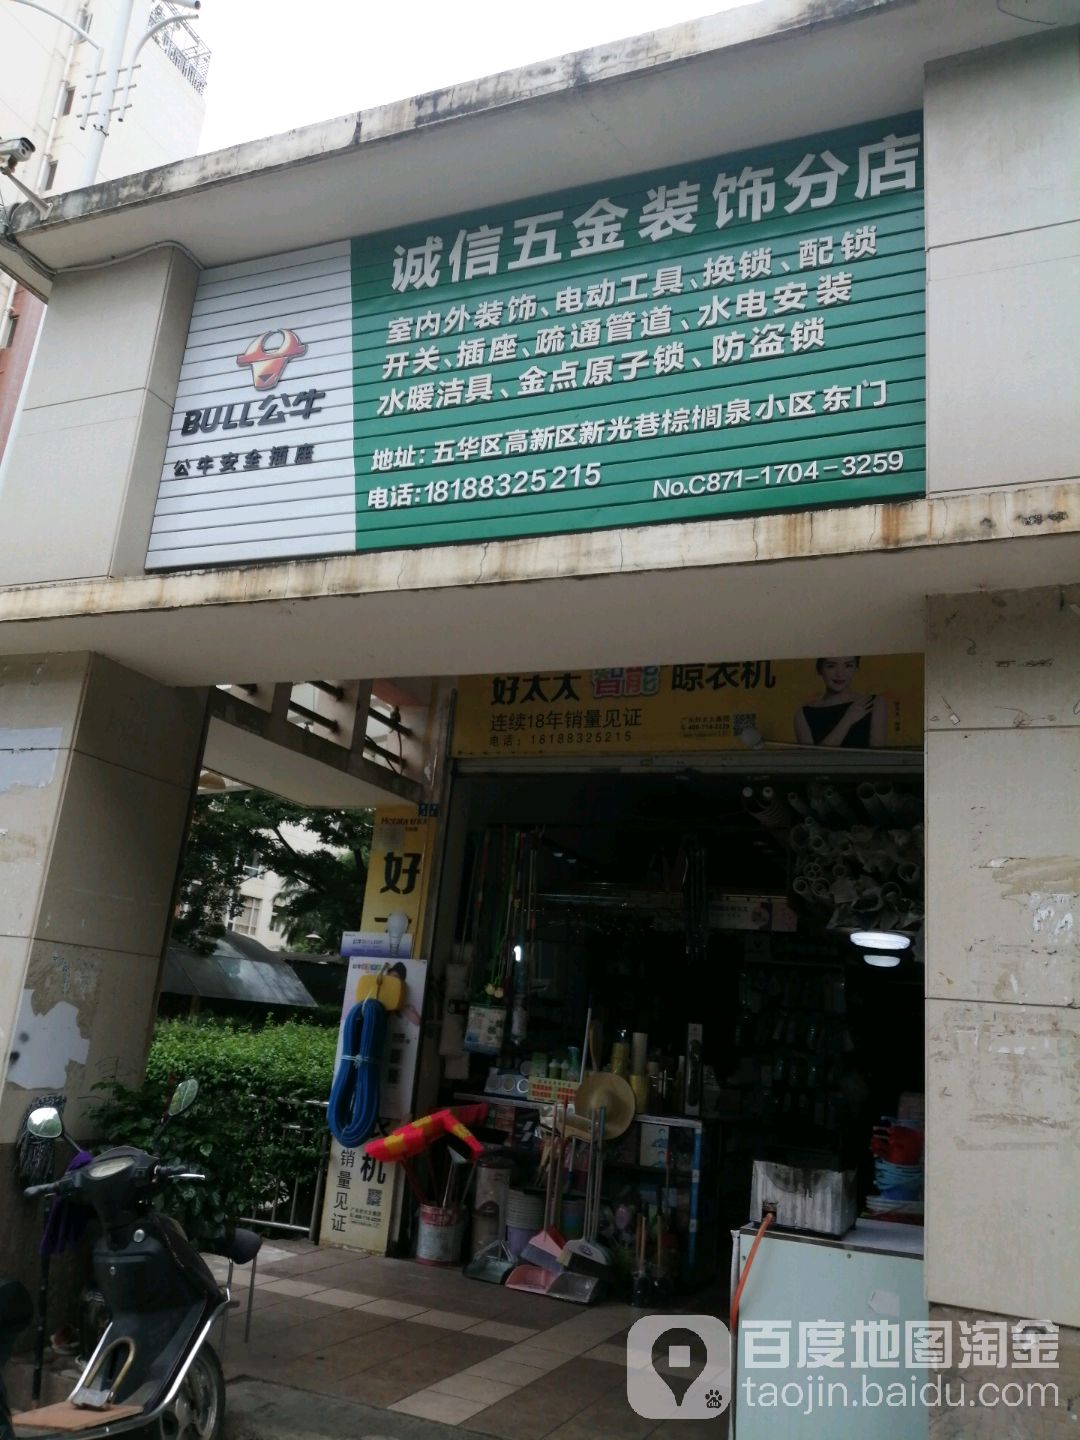 诚信五金装饰分店
室内外装饰、电动工具、换锁、配锁
开关、插座、疏通管道、水电安装
水暖洁具、金点原子锁、防盗锁
地址：五华区高新区新光巷棕榈泉小区东门
电话：18188325215
No.C871-1704-3259
BULL公牛
公牛安全插座
好太太 智能 晾衣机
连续18年销量见证
电话：18188325215
好
机
销量见证
百度地图淘金
taojin.baidu.com